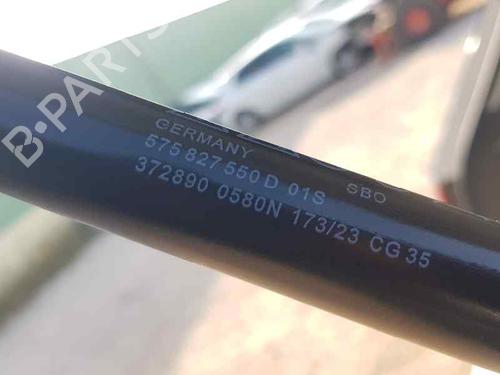 B-PARTS
GERMANY
575 827 550 D 01S SBO
372890 0580N 173/23 CG 35